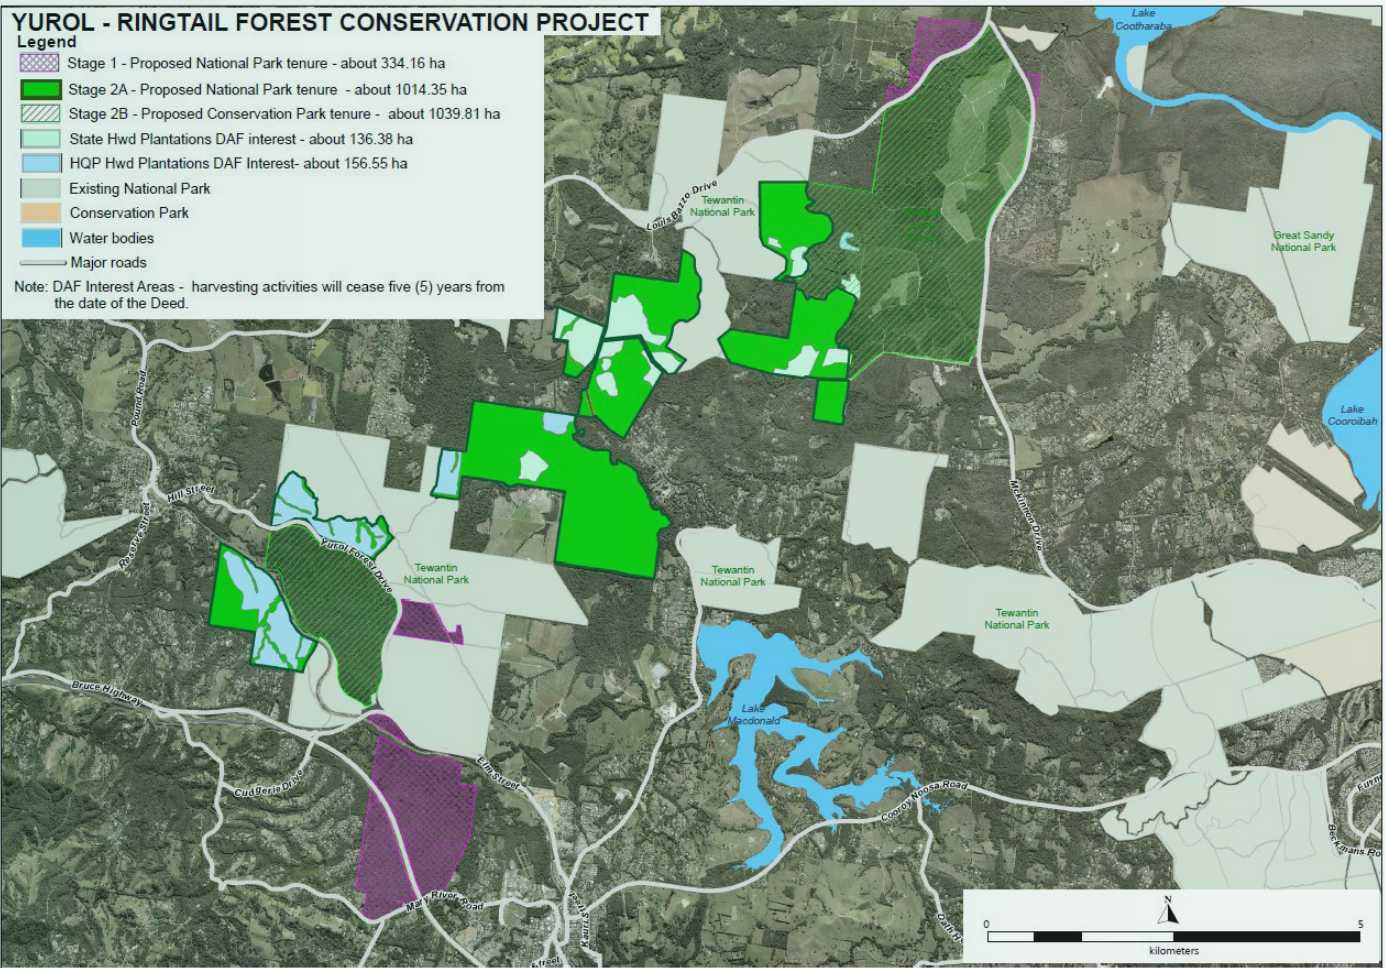 YUROL - RINGTAIL FOREST CONSERVATION PROJECT
Legend
Stage 1 - Proposed National Park tenure - about 334.16 ha
Stage 2A - Proposed National Park tenure - about 1014.35 ha
Stage 2B - Proposed Conservation Park tenure - about 1039.81 ha
State Hwd Plantations DAF interest - about 136.38 ha
HQP Hwd Plantations DAF Interest- about 156.55 ha
Existing National Park
Conservation Park
Water bodies
Major roads
Note: DAF Interest Areas - harvesting activities will cease five (5) years from
the date of the Deed.
Lake
Cootharaba
Louis Bazzo Drive
Tewantin
National Park
Great Sandy
National Park
Pound Road
Lake
Cooroibah
Hill Street
Reserve Street
McKinnon Drive
Yurol Forest Drive
Tewantin
National Park
Tewantin
National Park
Tewantin
National Park
Bruce Highway
Lake
Macdonald
Elm Street
Cudgerie Drive
Cooroy Noosa Road
Beckmans Ro
Mary River Road
Kauri Street
Street
N
0
5
kilometers